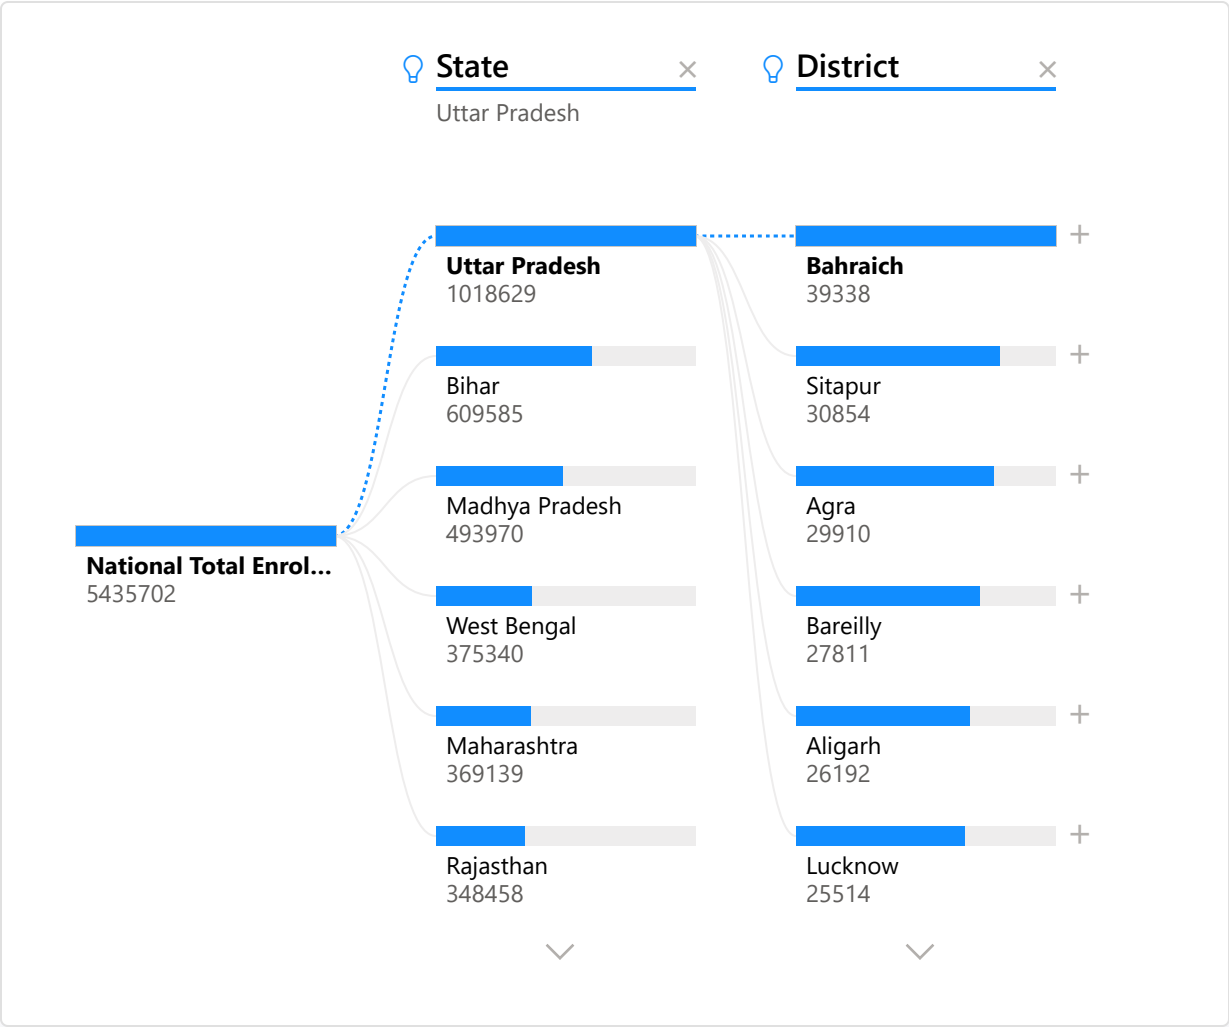 State
Uttar Pradesh
District
National Total Enrol...
5435702
Uttar Pradesh
1018629
Bihar
609585
Madhya Pradesh
493970
West Bengal
375340
Maharashtra
369139
Rajasthan
348458
Bahraich
39338
Sitapur
30854
Agra
29910
Bareilly
27811
Aligarh
26192
Lucknow
25514